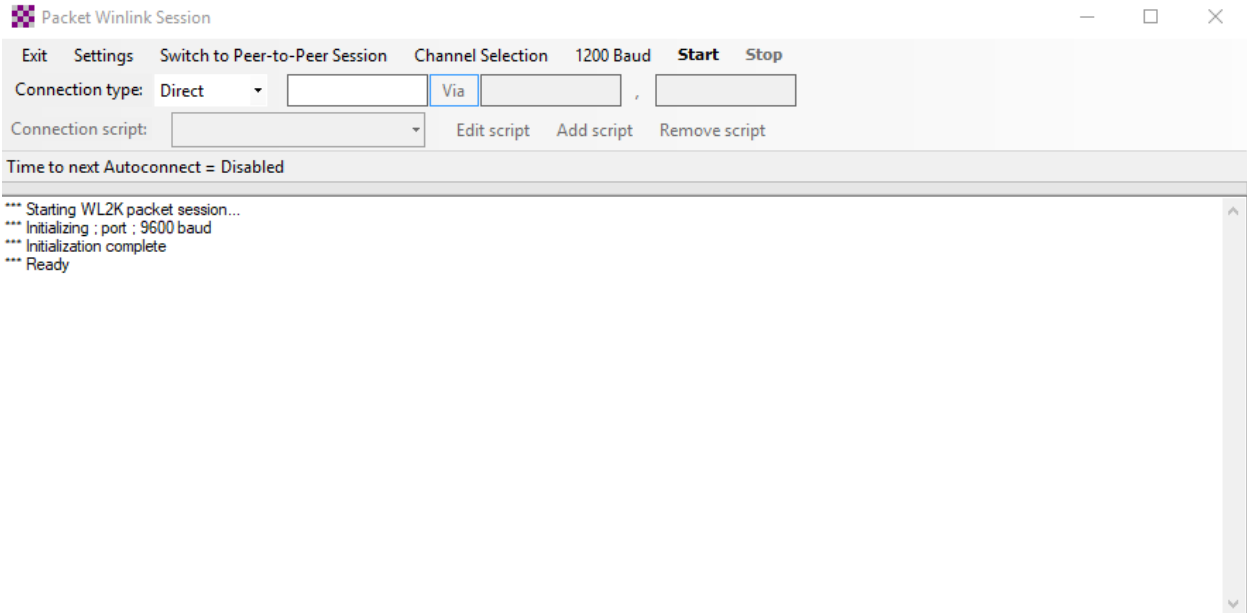 Packet Winlink Session
Exit Settings Switch to Peer-to-Peer Session Channel Selection 1200 Baud Start Stop
Connection type: Direct Via ,
Connection script: Edit script Add script Remove script
Time to next Autoconnect = Disabled
*** Starting WL2K packet session...
*** Initializing ; port ; 9600 baud
*** Initialization complete
*** Ready